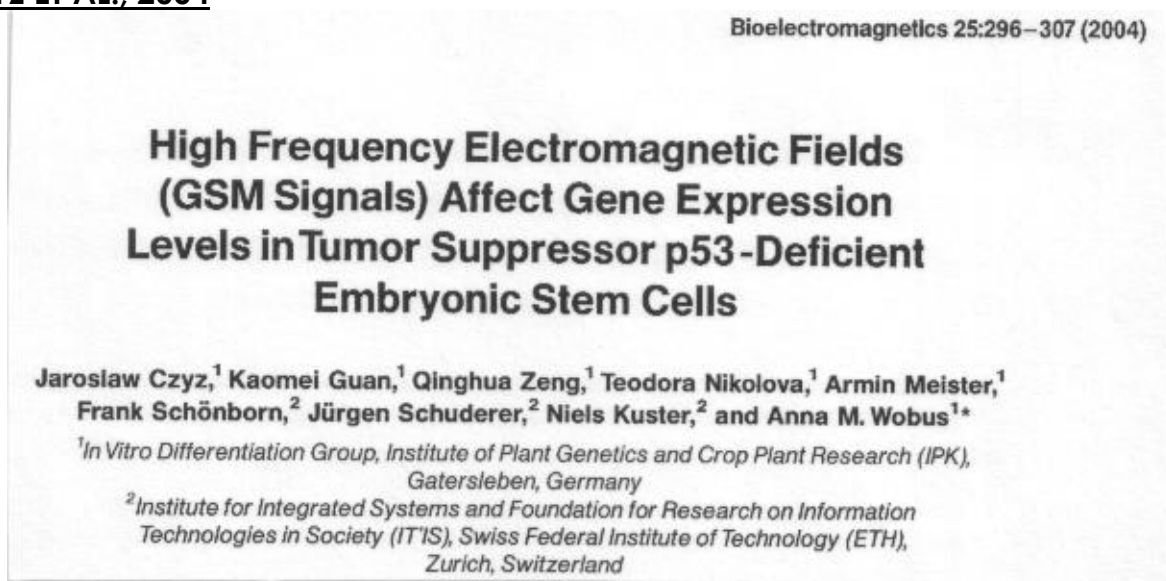 ET AL., 2004
Bioelectromagnetics 25:296–307 (2004)
High Frequency Electromagnetic Fields
(GSM Signals) Affect Gene Expression
Levels in Tumor Suppressor p53-Deficient
Embryonic Stem Cells
Jaroslaw Czyz,¹ Kaomei Guan,¹ Qinghua Zeng,¹ Teodora Nikolova,¹ Armin Meister,¹
Frank Schönborn,² Jürgen Schuderer,² Niels Kuster,² and Anna M. Wobus¹*
¹In Vitro Differentiation Group, Institute of Plant Genetics and Crop Plant Research (IPK),
Gatersleben, Germany
²Institute for Integrated Systems and Foundation for Research on Information
Technologies in Society (IT'IS), Swiss Federal Institute of Technology (ETH),
Zurich, Switzerland